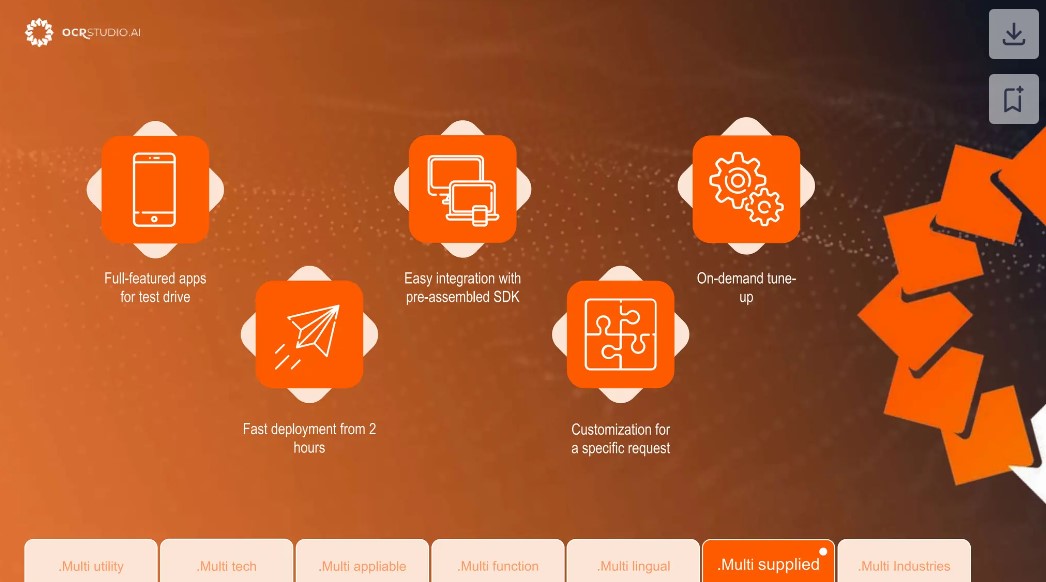 OCRSTUDIO.AI
Full-featured apps
for test drive
Easy integration with
pre-assembled SDK
On-demand tune-
up
Fast deployment from 2
hours
Customization for
a specific request
.Multi utility
.Multi tech
.Multi appliable
.Multi function
.Multi lingual
.Multi supplied
.Multi Industries